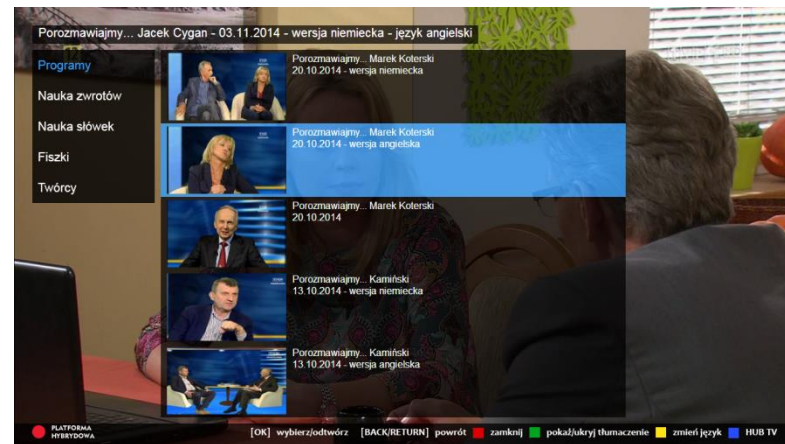 Porozmawiajmy... Jacek Cygan - 03.11.2014 - wersja niemiecka - język angielski
Programy
Nauka zwrotów
Nauka słówek
Fiszki
Twórcy
Porozmawiajmy... Marek Koterski
20.10.2014 - wersja niemiecka
Porozmawiajmy... Marek Koterski
20.10.2014 - wersja angielska
Porozmawiajmy... Marek Koterski
20.10.2014
Porozmawiajmy... Kamiński
13.10.2014 - wersja niemiecka
Porozmawiajmy... Kamiński
13.10.2014 - wersja angielska
PLATFORMA
HYBRYDOWA
[OK] wybierz/odtwórz [BACK/RETURN] powrót zamknij pokaż/ukryj tłumaczenie zmień język HUB TV